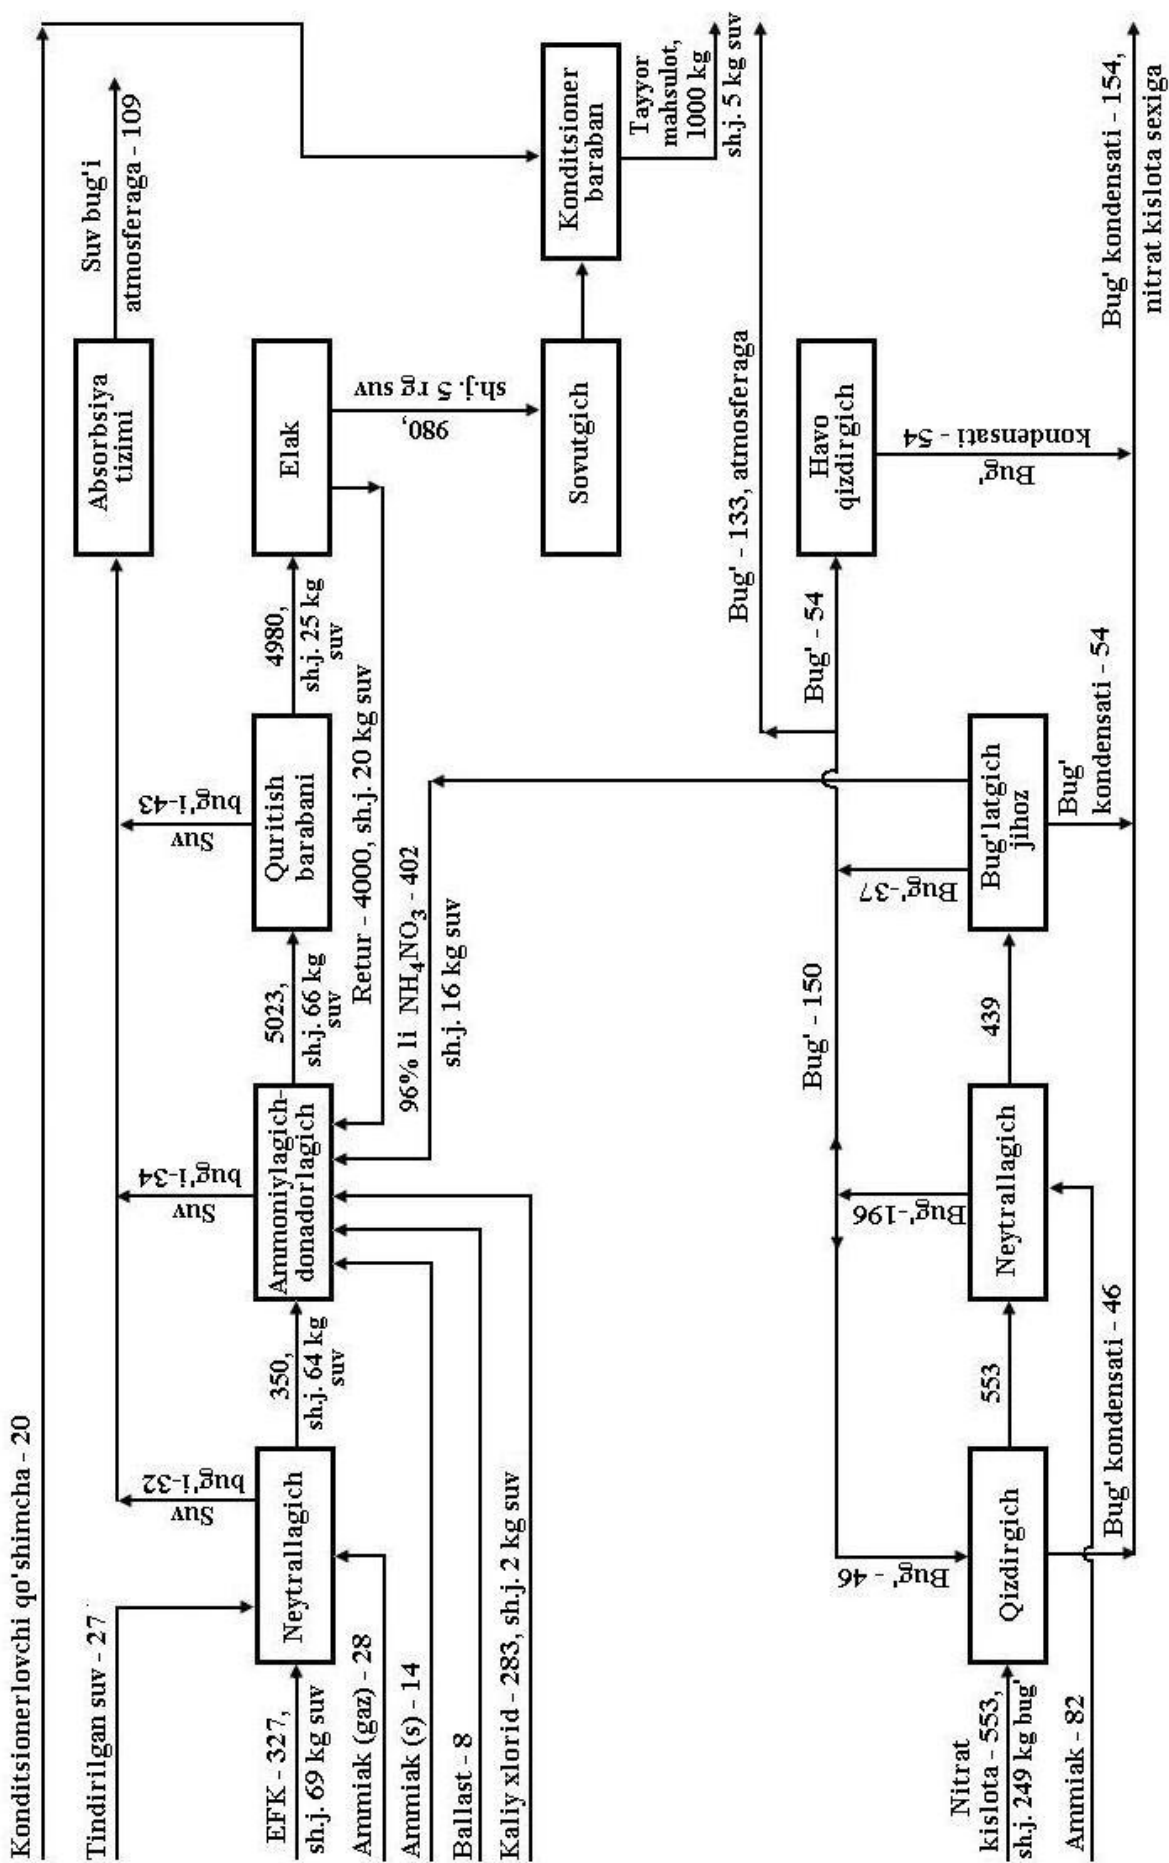 Konditsionerlovchi qo'shimcha - 20
Tindirilgan suv - 27
EFK - 327,
sh.j. 69 kg suv
Ammiak (gaz) - 28
Ammiak (s) - 14
Ballast - 8
Kaliy xlorid - 283, sh.j. 2 kg suv
Neytrallagich
Suv
bug'i-32
350,
sh.j. 64 kg
suv
Ammoniylagich-
donadorlagich
Suv
bug'i-34
5023,
sh.j. 66 kg
suv
Quritish
barabani
Suv
bug'i-43
4980,
sh.j. 25 kg
suv
Elak
Retur - 4000, sh.j. 20 kg suv
96% li NH₄NO₃ - 402
sh.j. 16 kg suv
Absorbsiya
tizimi
Suv bug'i
atmosferaga - 109
980,
sh.j. 5 rg suv
Sovutgich
Konditsioner
baraban
Tayyor
mahsulot,
1000 kg
sh.j. 5 kg suv
Nitrat
kislota - 553,
sh.j. 249 kg bug'
Ammiak - 82
Qizdirgich
Bug' - 46
Bug' kondensati - 46
553
Neytrallagich
Bug'-196
439
Bug' - 150
Bug'latgich
jihoz
Bug'-37
Bug'
kondensati - 54
Bug' - 54
Bug' - 133, atmosferaga
Havo
qizdirgich
Bug'
kondensati - 54
Bug' kondensati - 154,
nitrat kislota sexiga